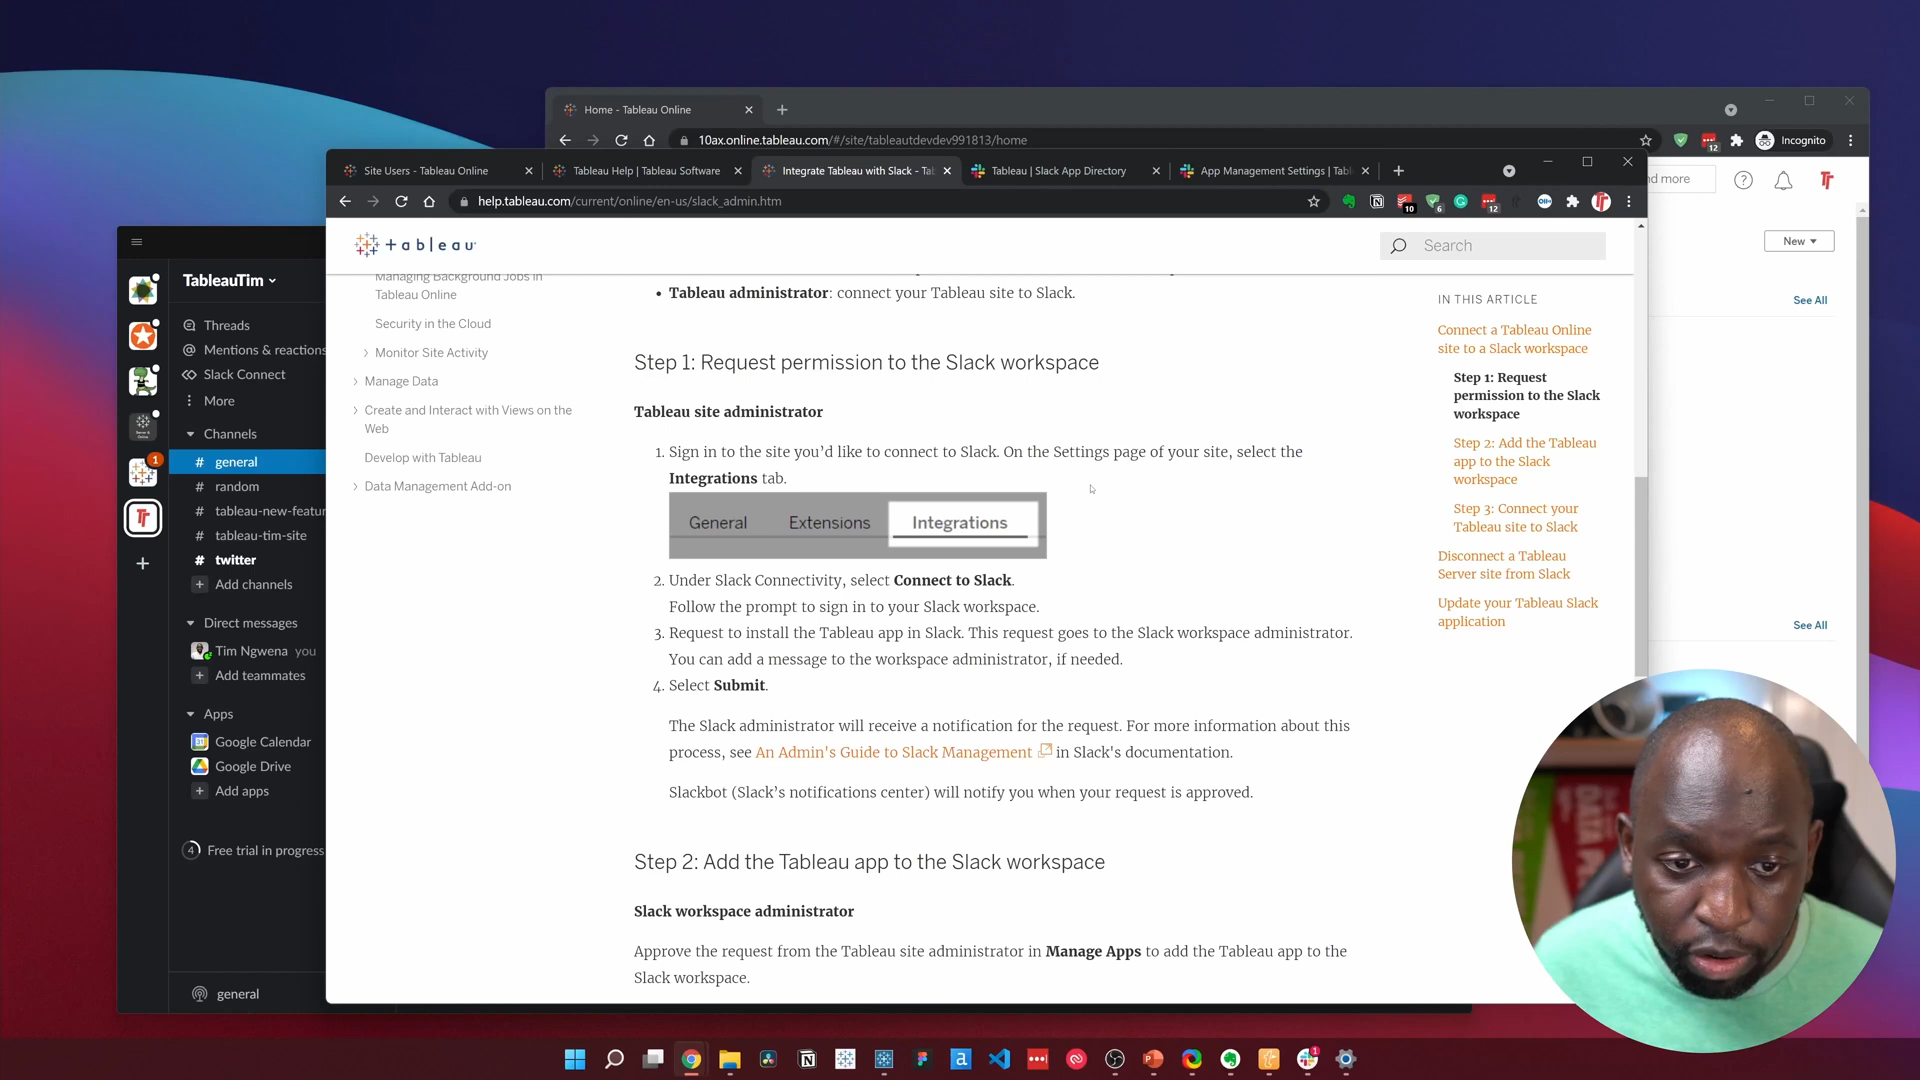 Home - Tableau Online
10ax.online.tableau.com/#/site/tableautdevdev991813/home
12
Incognito
Site Users - Tableau Online
Tableau Help | Tableau Software
Integrate Tableau with Slack - Tab
Tableau | Slack App Directory
App Management Settings | Tabl
help.tableau.com/current/online/en-us/slack_admin.htm
10
6
12
nd more
New
See All
See All
TableauTim
Threads
Mentions & reactions
Slack Connect
More
Channels
# general
# random
# tableau-new-featur
# tableau-tim-site
# twitter
+ Add channels
Direct messages
Tim Ngwena you
+ Add teammates
Apps
Google Calendar
Google Drive
+ Add apps
4 Free trial in progress
general
1
+ a b l e a u
Search
Managing Background Jobs in
Tableau Online
Security in the Cloud
Monitor Site Activity
Manage Data
Create and Interact with Views on the
Web
Develop with Tableau
Data Management Add-on
• Tableau administrator: connect your Tableau site to Slack.
Step 1: Request permission to the Slack workspace
Tableau site administrator
1. Sign in to the site you’d like to connect to Slack. On the Settings page of your site, select the
Integrations tab.
General Extensions Integrations
2. Under Slack Connectivity, select Connect to Slack.
Follow the prompt to sign in to your Slack workspace.
3. Request to install the Tableau app in Slack. This request goes to the Slack workspace administrator.
You can add a message to the workspace administrator, if needed.
4. Select Submit.
The Slack administrator will receive a notification for the request. For more information about this
process, see An Admin's Guide to Slack Management in Slack's documentation.
Slackbot (Slack’s notifications center) will notify you when your request is approved.
Step 2: Add the Tableau app to the Slack workspace
Slack workspace administrator
Approve the request from the Tableau site administrator in Manage Apps to add the Tableau app to the
Slack workspace.
IN THIS ARTICLE
Connect a Tableau Online
site to a Slack workspace
Step 1: Request
permission to the Slack
workspace
Step 2: Add the Tableau
app to the Slack
workspace
Step 3: Connect your
Tableau site to Slack
Disconnect a Tableau
Server site from Slack
Update your Tableau Slack
application